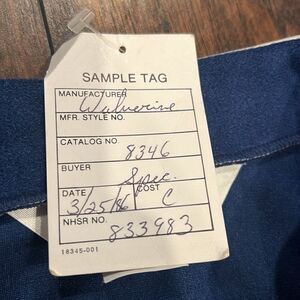 SAMPLE TAG
MANUFACTURER
Wolverine
MFR. STYLE NO.
CATALOG NO.
8346
BUYER
Spec.
DATE COST
3/25/86 C
NHSR NO.
833983
18345-001